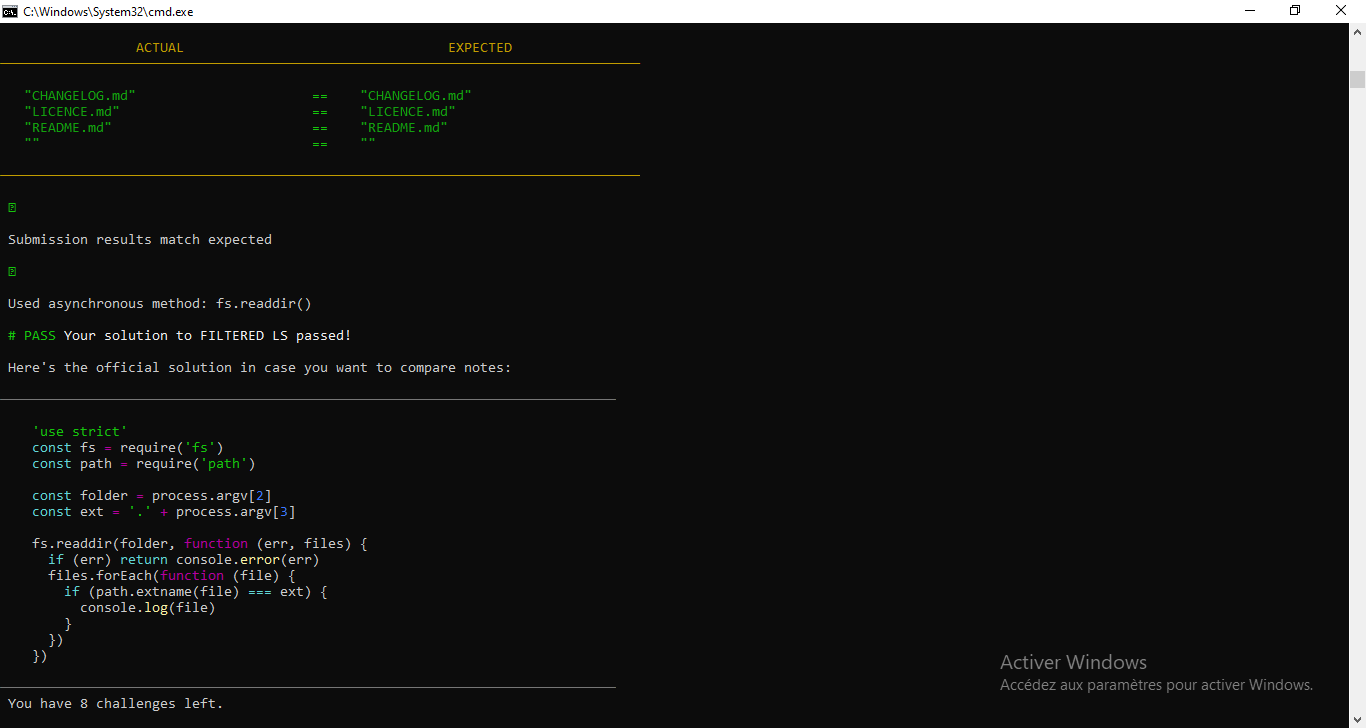 C:\Windows\System32\cmd.exe
ACTUAL EXPECTED
"CHANGELOG.md" == "CHANGELOG.md"
"LICENCE.md" == "LICENCE.md"
"README.md" == "README.md"
"" == ""
Submission results match expected
Used asynchronous method: fs.readdir()
# PASS Your solution to FILTERED LS passed!
Here's the official solution in case you want to compare notes:
'use strict'
const fs = require('fs')
const path = require('path')
const folder = process.argv[2]
const ext = '.' + process.argv[3]
fs.readdir(folder, function (err, files) {
if (err) return console.error(err)
files.forEach(function (file) {
if (path.extname(file) === ext) {
console.log(file)
}
})
})
You have 8 challenges left.
Activer Windows
Accédez aux paramètres pour activer Windows.